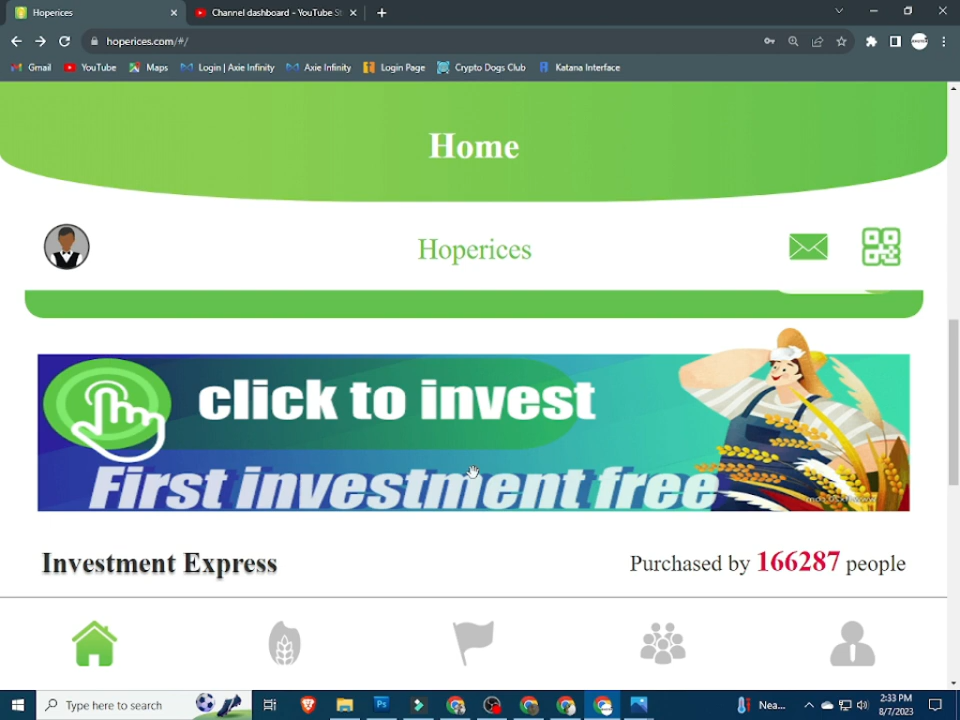 Hoperices
Channel dashboard - YouTube St
hoperices.com/#/
Gmail
YouTube
Maps
Login | Axie Infinity
Axie Infinity
Login Page
Crypto Dogs Club
Katana Interface
Home
Hoperices
click to invest
First investment free
Investment Express
Purchased by 166287 people
Type here to search
Nea...
2:33 PM
8/7/2023